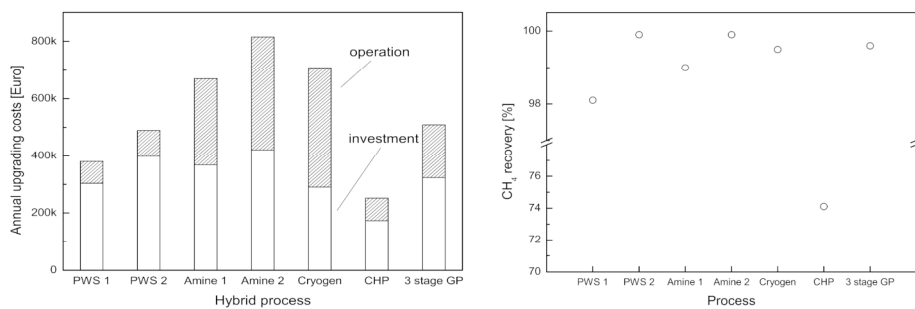 800k
600k
400k
200k
0
Annual upgrading costs [Euro]
operation
investment
PWS 1 PWS 2 Amine 1 Amine 2 Cryogen CHP 3 stage GP
Hybrid process
100
98
76
74
72
70
CH4 recovery [%]
PWS 1 PWS 2 Amine 1 Amine 2 Cryogen CHP 3 stage GP
Process